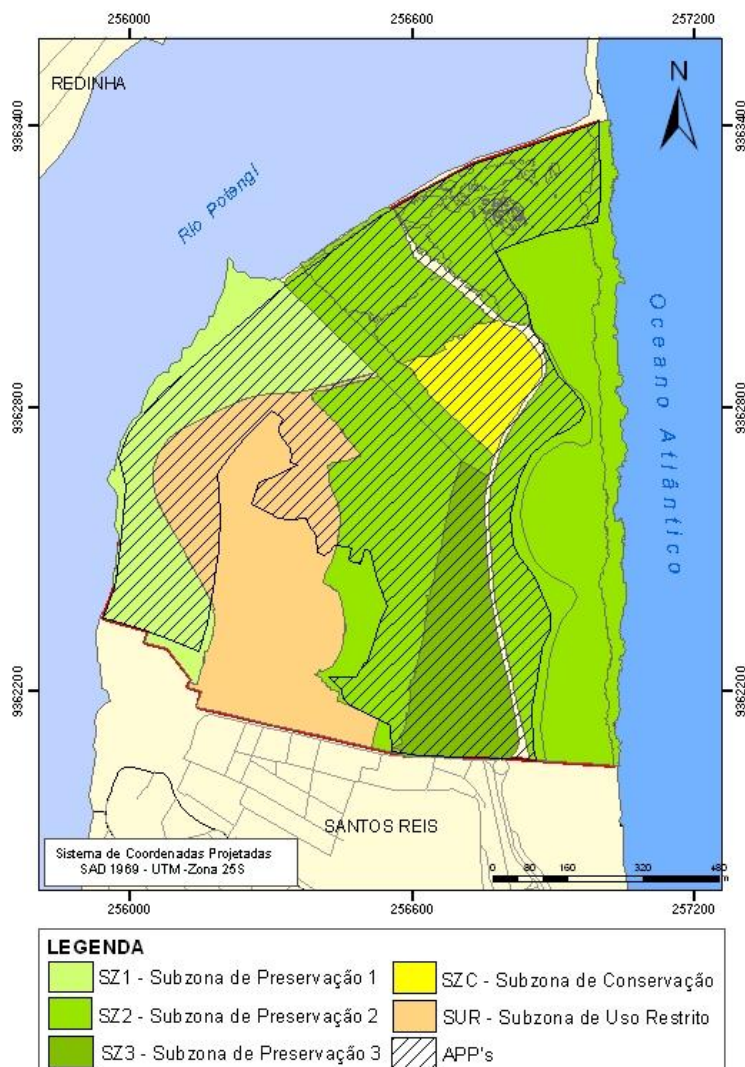 256000 256600 257200
REDINHA
N
9363400 9363400
Rio Potengi
Oceano Atlântico
9362800 9362800
9362200 9362200
SANTOS REIS
Sistema de Coordenadas Projetadas
SAD 1969 - UTM -Zona 25S
0 80 160 320 480
m
256000 256600 257200
LEGENDA
SZ1 - Subzona de Preservação 1
SZC - Subzona de Conservação
SZ2 - Subzona de Preservação 2
SUR - Subzona de Uso Restrito
SZ3 - Subzona de Preservação 3
APP's